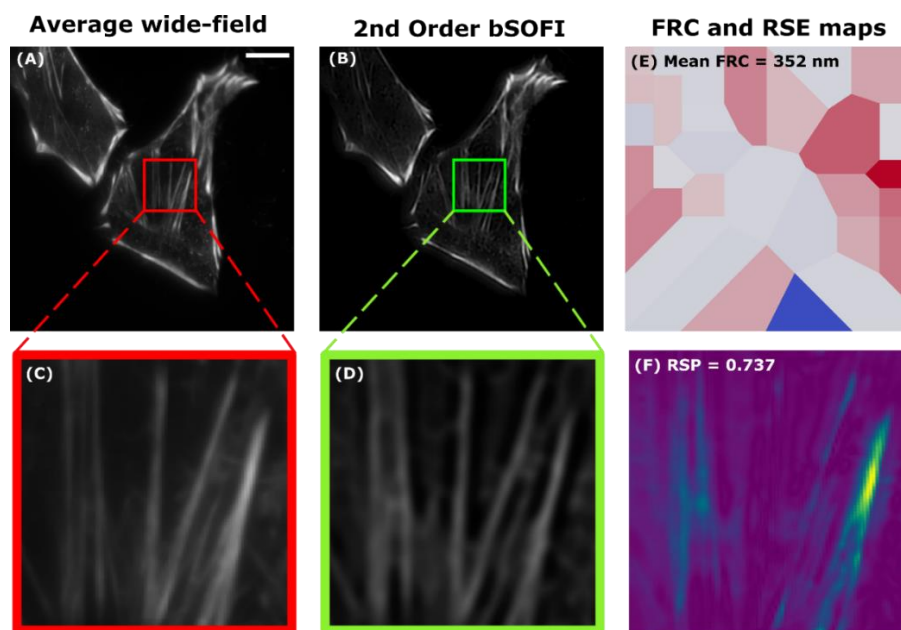 Average wide-field
2nd Order bSOFI
FRC and RSE maps
(A)
(B)
(E) Mean FRC = 352 nm
(C)
(D)
(F) RSP = 0.737